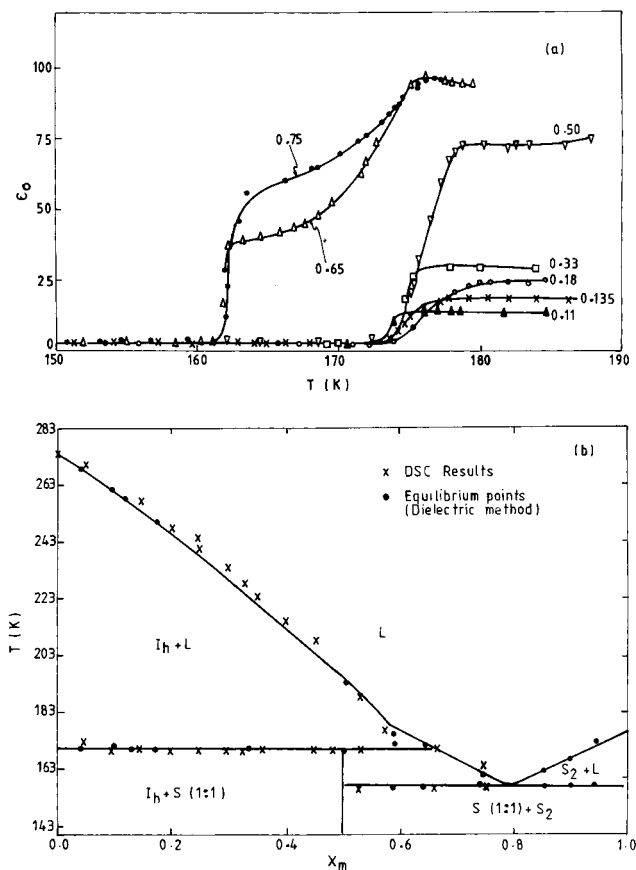 (a)
100
75
50
25
0
ϵ₀
0.75
0.65
0.50
0.33
0.18
0.135
0.11
150 160 170 180 190
T (K)
(b)
283
263
243
223
203
183
163
143
T (K)
× DSC Results
• Equilibrium points
(Dielectric method)
Iₕ + L
L
S₂ + L
Iₕ + S (1:1)
S (1:1) + S₂
0.0 0.2 0.4 0.6 0.8 1.0
Xₘ